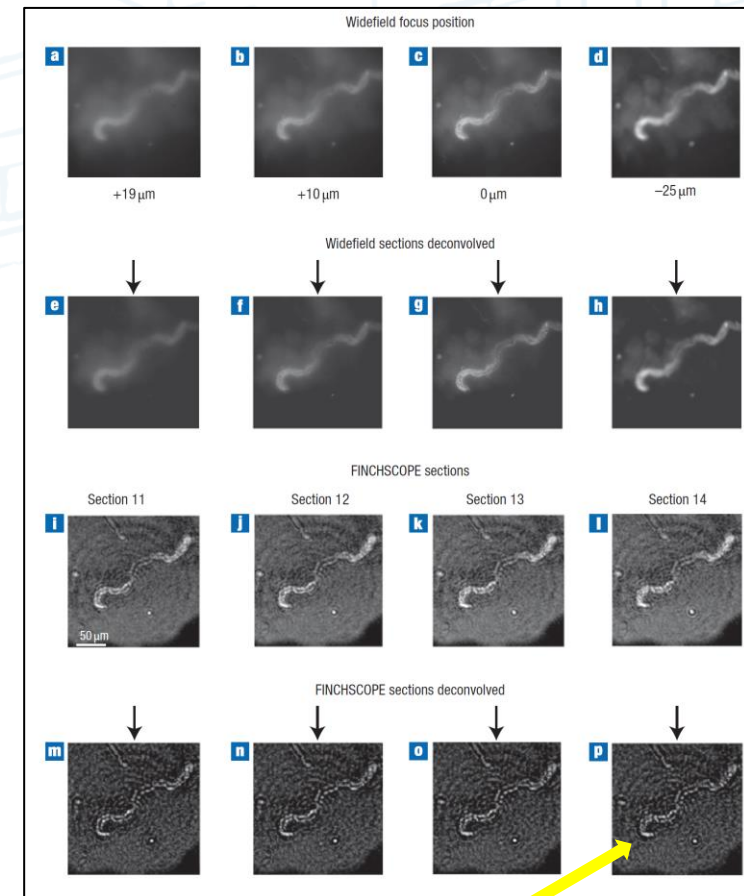 Widefield focus position
a b c d
+19 μm +10 μm 0 μm −25 μm
Widefield sections deconvolved
e f g h
FINCHSCOPE sections
Section 11 Section 12 Section 13 Section 14
i j k l
50 μm
FINCHSCOPE sections deconvolved
m n o p